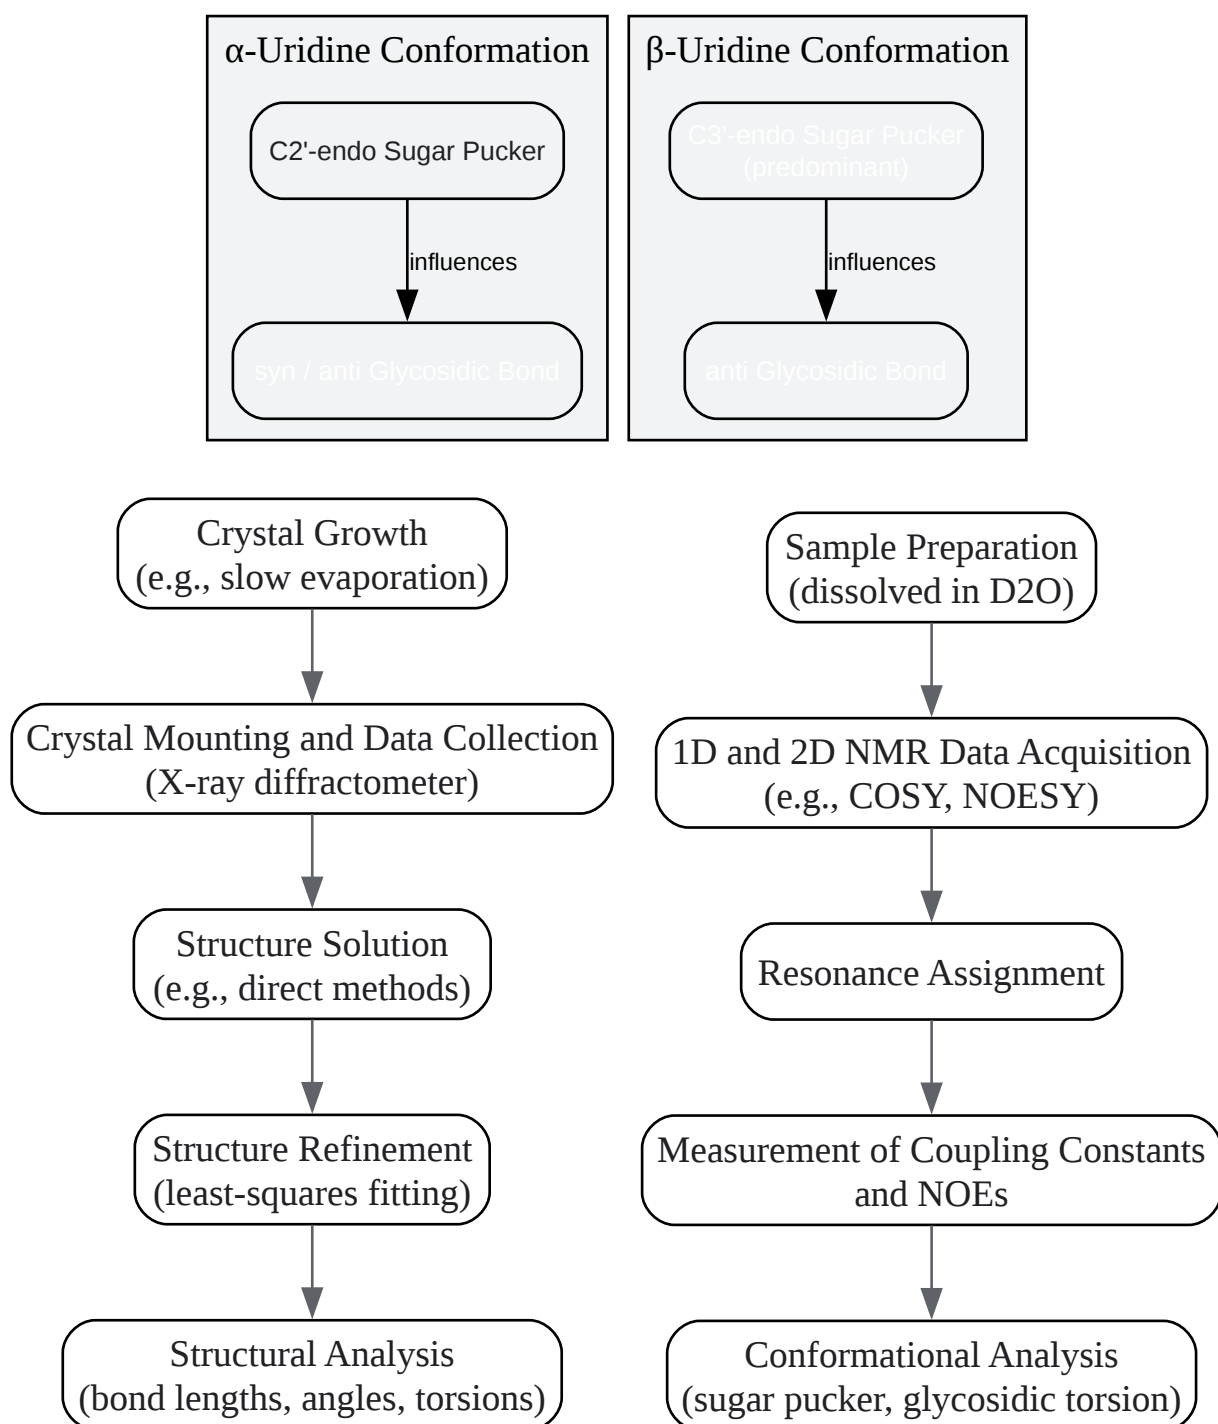 α-Uridine Conformation
C2'-endo Sugar Pucker
influences
syn / anti Glycosidic Bond
β-Uridine Conformation
C3'-endo Sugar Pucker
(predominant)
influences
anti Glycosidic Bond
Crystal Growth
(e.g., slow evaporation)
Crystal Mounting and Data Collection
(X-ray diffractometer)
Structure Solution
(e.g., direct methods)
Structure Refinement
(least-squares fitting)
Structural Analysis
(bond lengths, angles, torsions)
Sample Preparation
(dissolved in D2O)
1D and 2D NMR Data Acquisition
(e.g., COSY, NOESY)
Resonance Assignment
Measurement of Coupling Constants
and NOEs
Conformational Analysis
(sugar pucker, glycosidic torsion)